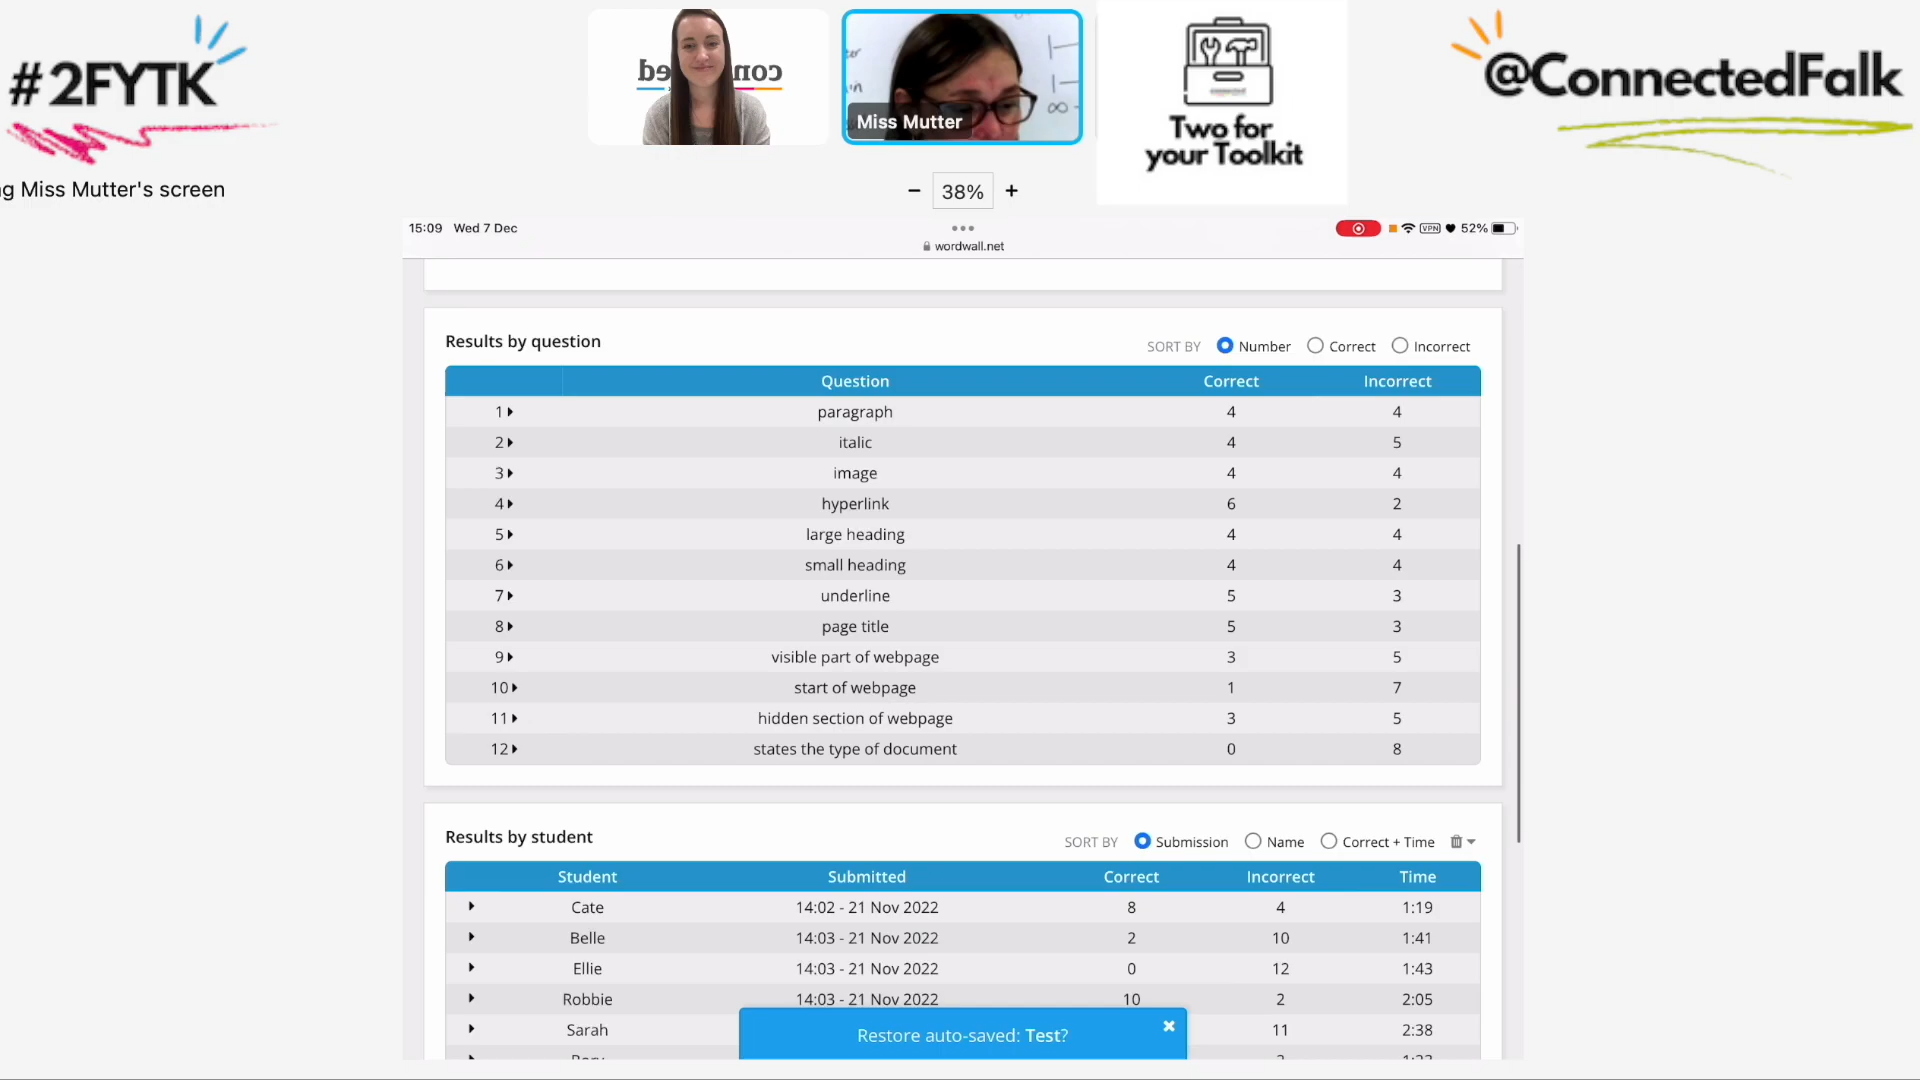 #2FYTK
Miss Mutter
Two for
your Toolkit
@ConnectedFalk
g Miss Mutter's screen
− 38% +
15:09 Wed 7 Dec
wordwall.net
VPN 52%
Results by question
SORT BY Number Correct Incorrect
Question Correct Incorrect
1 paragraph 4 4
2 italic 4 5
3 image 4 4
4 hyperlink 6 2
5 large heading 4 4
6 small heading 4 4
7 underline 5 3
8 page title 5 3
9 visible part of webpage 3 5
10 start of webpage 1 7
11 hidden section of webpage 3 5
12 states the type of document 0 8
Results by student
SORT BY Submission Name Correct + Time
Student Submitted Correct Incorrect Time
Cate 14:02 - 21 Nov 2022 8 4 1:19
Belle 14:03 - 21 Nov 2022 2 10 1:41
Ellie 14:03 - 21 Nov 2022 0 12 1:43
Robbie 14:03 - 21 Nov 2022 10 2 2:05
Sarah 11 2:38
Restore auto-saved: Test?